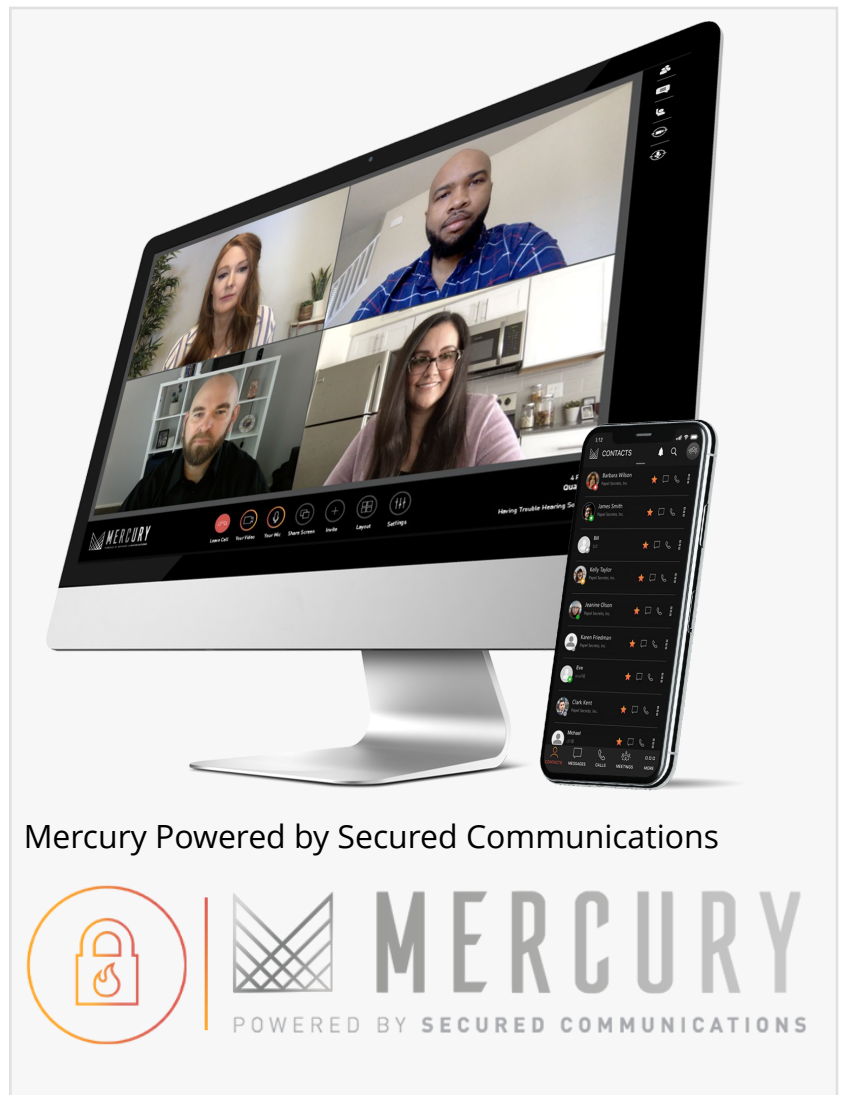 MERCURY
Leave Call
Your Video
Your Mic
Share Screen
Invite
Layout
Settings
Having Trouble Hearing
1:12
CONTACTS
Barbara Wilson
James Smith
Bill
Kelly Taylor
Jeanine Olson
Karen Friedman
Eve
Clark Kent
Michael
CONTACTS
MESSAGES
CALLS
MEETINGS
MORE
Mercury Powered by Secured Communications
MERCURY
POWERED BY SECURED COMMUNICATIONS